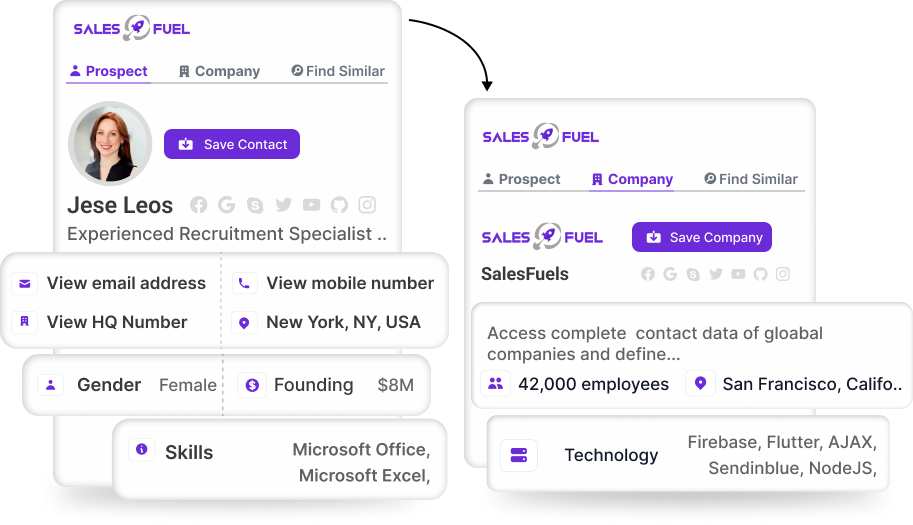 SALES FUEL
Prospect Company Find Similar
Save Contact
Jese Leos
Experienced Recruitment Specialist ..
View email address View mobile number
View HQ Number New York, NY, USA
Gender Female Founding $8M
Skills Microsoft Office,
Microsoft Excel,
SALES FUEL
Prospect Company Find Similar
SALES FUEL Save Company
SalesFuels
Access complete contact data of gloabal
companies and define...
42,000 employees San Francisco, Califo..
Technology Firebase, Flutter, AJAX,
Sendinblue, NodeJS,